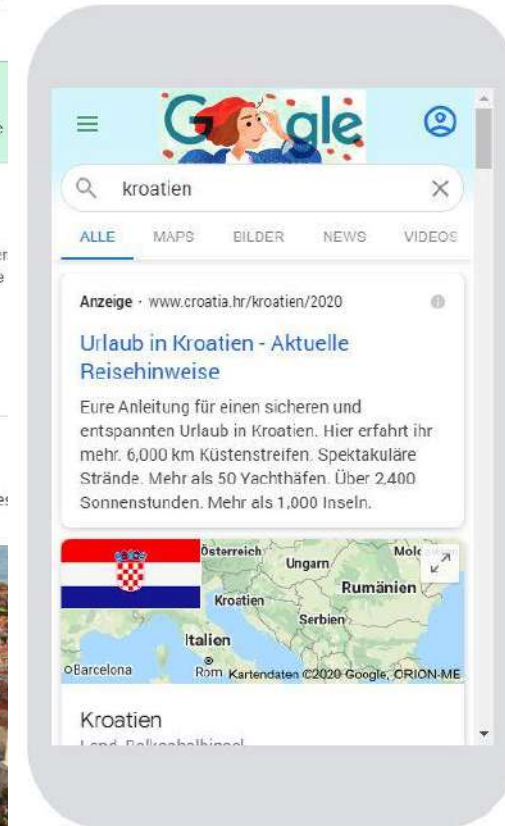 Google
kroatien
ALLE MAPS BILDER NEWS VIDEOS
Anzeige · www.croatia.hr/kroatien/2020
Urlaub in Kroatien - Aktuelle
Reisehinweise
Eure Anleitung für einen sicheren und
entspannten Urlaub in Kroatien. Hier erfahrt ihr
mehr. 6,000 km Küstenstreifen. Spektakuläre
Strände. Mehr als 50 Yachthäfen. Über 2,400
Sonnenstunden. Mehr als 1,000 Inseln.
Österreich
Ungarn
Rumänien
Kroatien
Serbien
Italien
Barcelona
Rom Kartendaten ©2020 Google, ORION-ME
Kroatien